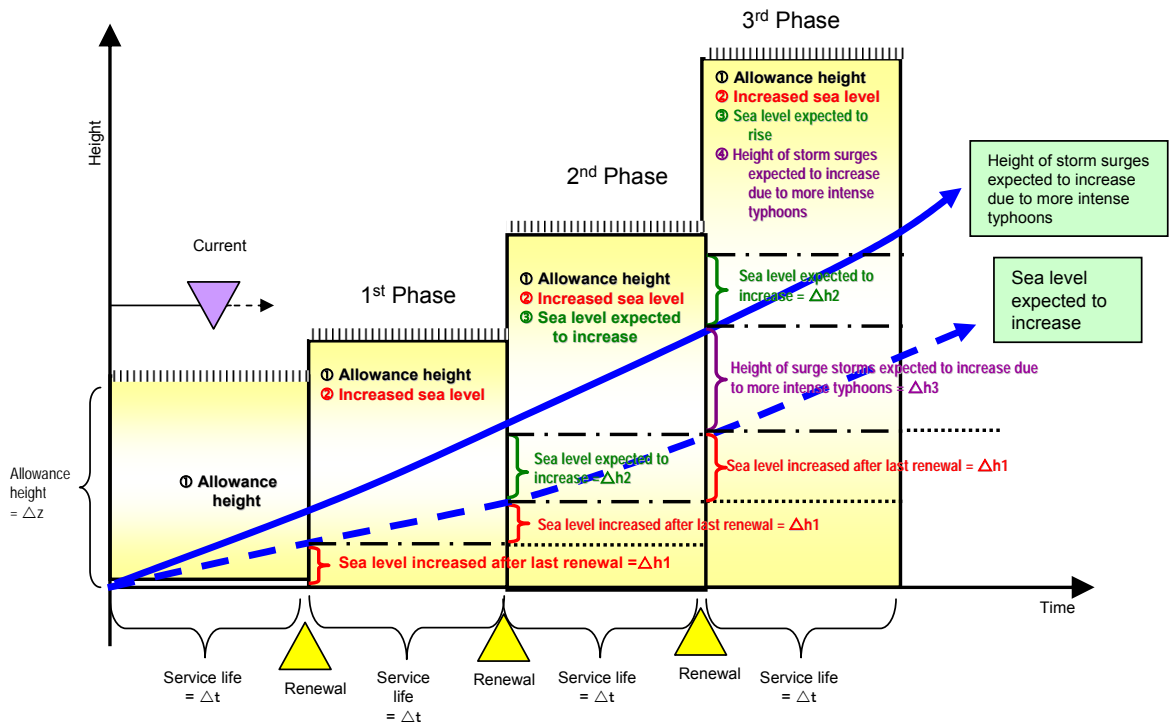 3rd Phase
① Allowance height
② Increased sea level
③ Sea level expected to
rise
④ Height of storm surges
expected to increase
due to more intense
typhoons
Height
2nd Phase
Height of storm surges
expected to increase
due to more intense
typhoons
Current
① Allowance height
② Increased sea level
③ Sea level expected
to increase
Sea level expected to
increase = △h2
Sea level
expected to
increase
1st Phase
① Allowance height
② Increased sea level
Height of surge storms expected to increase due
to more intense typhoons = △h3
Allowance
height
= △z
① Allowance
height
Sea level expected to
increase = △h2
Sea level increased after last renewal = △h1
Sea level increased after last renewal = △h1
Sea level increased after last renewal =△h1
Time
Service life
= △t
Renewal
Service
life
= △t
Renewal
Service life
= △t
Renewal
Service life
= △t